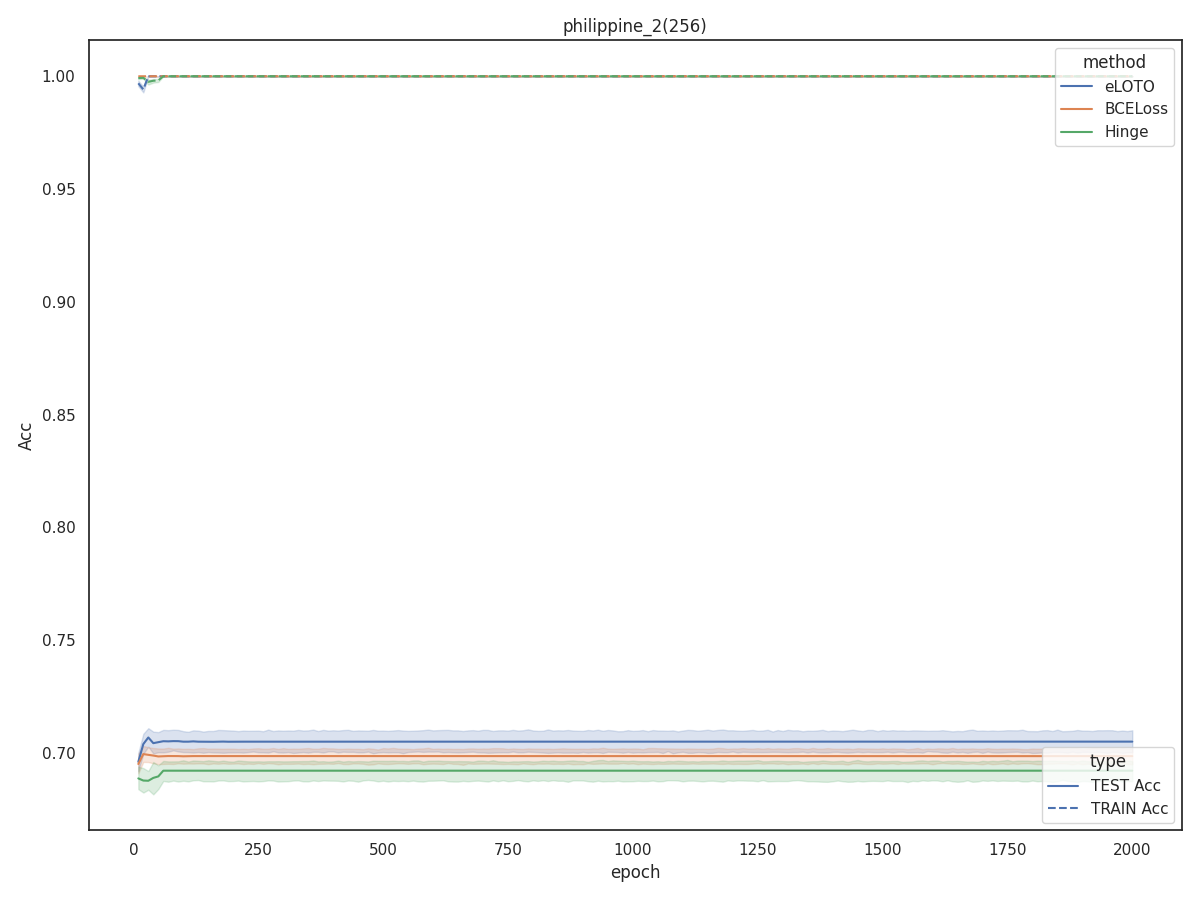 philippine_2(256)
method
eLOTO
BCELoss
Hinge
1.00
0.95
0.90
0.85
0.80
0.75
0.70
Acc
type
TEST Acc
TRAIN Acc
0 250 500 750 1000 1250 1500 1750 2000
epoch